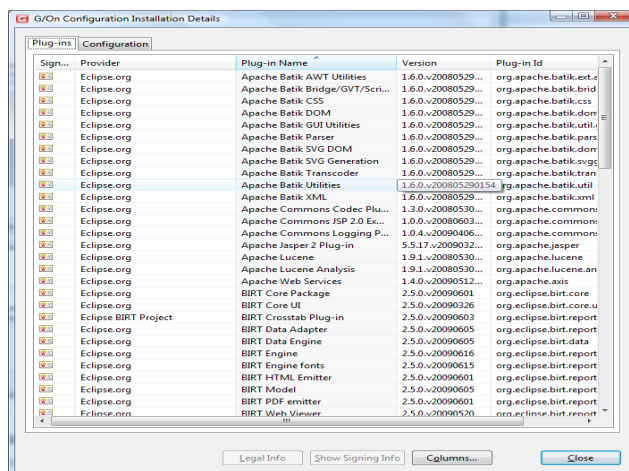 G/On Configuration Installation Details
Plug-ins Configuration
Sign... Provider Plug-in Name Version Plug-in Id
Eclipse.org Apache Batik AWT Utilities 1.6.0.v20080529... org.apache.batik.ext.a
Eclipse.org Apache Batik Bridge/GVT/Scri... 1.6.0.v20080529... org.apache.batik.brid
Eclipse.org Apache Batik CSS 1.6.0.v20080529... org.apache.batik.css
Eclipse.org Apache Batik DOM 1.6.0.v20080529... org.apache.batik.dom
Eclipse.org Apache Batik GUI Utilities 1.6.0.v20080529... org.apache.batik.util.
Eclipse.org Apache Batik Parser 1.6.0.v20080529... org.apache.batik.pars
Eclipse.org Apache Batik SVG DOM 1.6.0.v20080529... org.apache.batik.dom
Eclipse.org Apache Batik SVG Generation 1.6.0.v20080529... org.apache.batik.svgg
Eclipse.org Apache Batik Transcoder 1.6.0.v20080529... org.apache.batik.tran
Eclipse.org Apache Batik Utilities 1.6.0.v200805290154 rg.apache.batik.util
Eclipse.org Apache Batik XML 1.6.0.v20080529... org.apache.batik.xml
Eclipse.org Apache Commons Codec Plu... 1.3.0.v20080530... org.apache.commons
Eclipse.org Apache Commons JSP 2.0 Ex... 1.0.0.v20080603... org.apache.commons
Eclipse.org Apache Commons Logging P... 1.0.4.v20090406... org.apache.commons
Eclipse.org Apache Jasper 2 Plug-in 5.5.17.v2009032... org.apache.jasper
Eclipse.org Apache Lucene 1.9.1.v20080530... org.apache.lucene
Eclipse.org Apache Lucene Analysis 1.9.1.v20080530... org.apache.lucene.an
Eclipse.org Apache Web Services 1.4.0.v20090512... org.apache.axis
Eclipse.org BIRT Core Package 2.5.0.v20090601 org.eclipse.birt.core
Eclipse.org BIRT Core UI 2.5.0.v20090326 org.eclipse.birt.core.u
Eclipse BIRT Project BIRT Crosstab Plug-in 2.5.0.v20090603 org.eclipse.birt.report
Eclipse.org BIRT Data Adapter 2.5.0.v20090605 org.eclipse.birt.report
Eclipse.org BIRT Data Engine 2.5.0.v20090605 org.eclipse.birt.data
Eclipse.org BIRT Engine 2.5.0.v20090616 org.eclipse.birt.report
Eclipse.org BIRT Engine fonts 2.5.0.v20090615 org.eclipse.birt.report
Eclipse.org BIRT HTML Emitter 2.5.0.v20090601 org.eclipse.birt.report
Eclipse.org BIRT Model 2.5.0.v20090605 org.eclipse.birt.report
Eclipse.org BIRT PDF emitter 2.5.0.v20090601 org.eclipse.birt.report
Eclipse.org BIRT Web Viewer 2.5.0.v20090520 org.eclipse.birt.report
Legal Info Show Signing Info Columns... Close